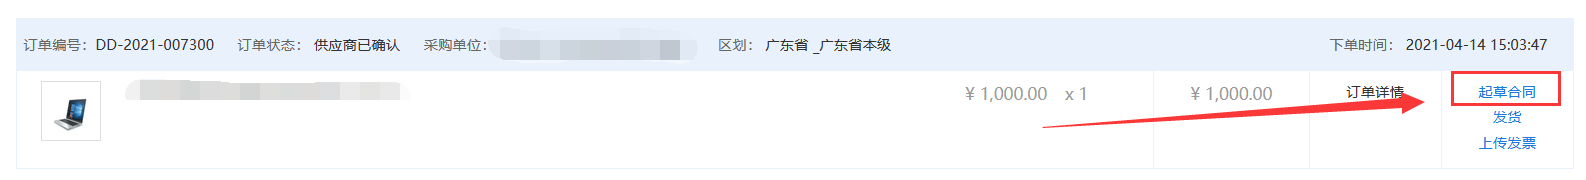 订单编号：DD-2021-007300 订单状态： 供应商已确认 采购单位： 区划： 广东省 _广东省本级 下单时间： 2021-04-14 15:03:47
¥ 1,000.00 x 1 ¥ 1,000.00 订单详情 起草合同
发货
上传发票